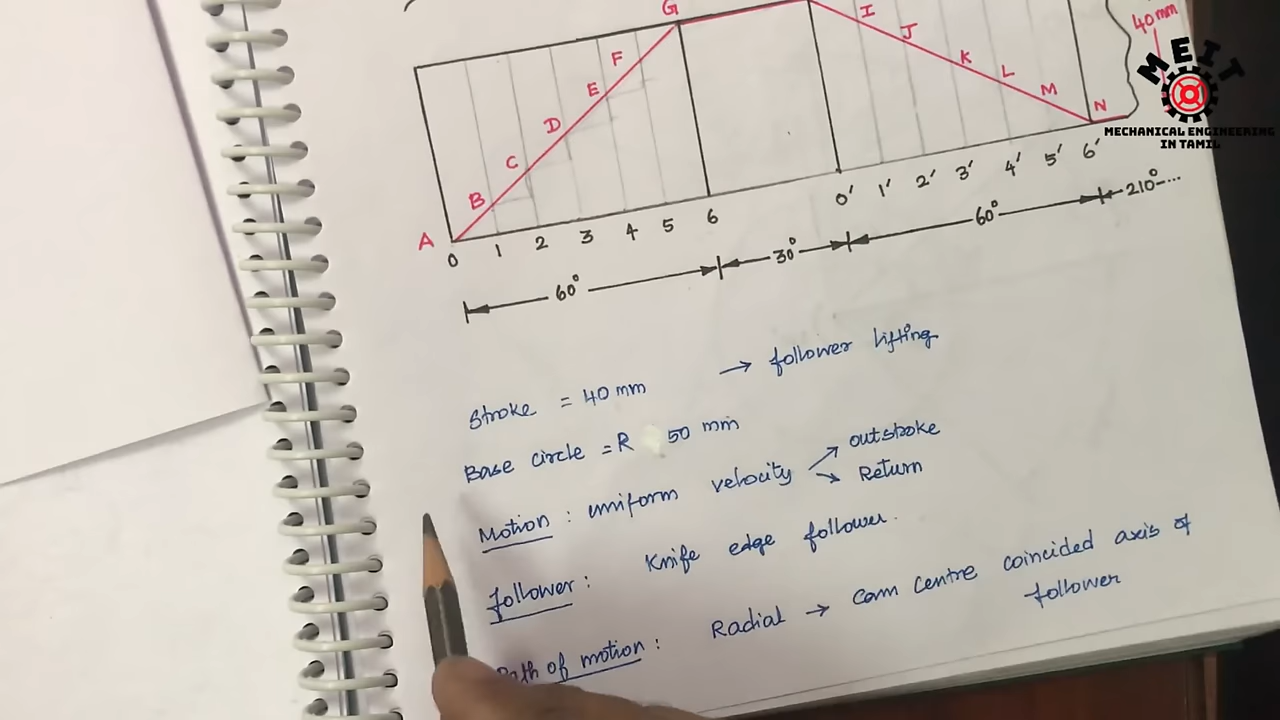 G
I
F
J
40mm
E
K
L
D
M
N
C
B
A
0 1 2 3 4 5 6 0' 1' 2' 3' 4' 5' 6'
60° 30° 60° 210°---
MEIT
MECHANICAL ENGINEERING
IN TAMIL
Stroke = 40 mm → follower lifting
Base circle = R 50 mm
Motion : uniform velocity → outstroke
→ Return
follower : Knife edge follower.
Path of motion : Radial → Cam centre coincided axis of
follower